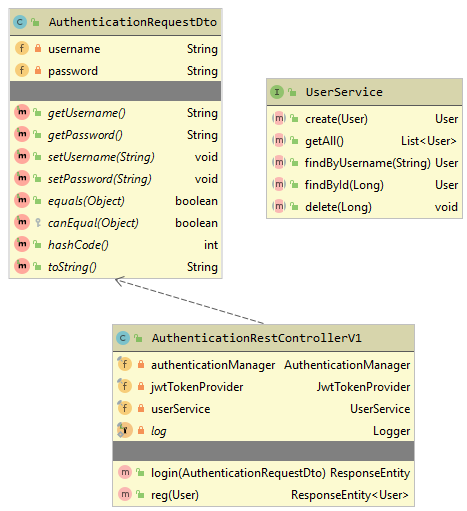 C AuthenticationRequestDto
f username String
f password String
m getUsername() String
m getPassword() String
m setUsername(String) void
m setPassword(String) void
m equals(Object) boolean
m canEqual(Object) boolean
m hashCode() int
m toString() String
I UserService
m create(User) User
m getAll() List<User>
m findByUsername(String) User
m findById(Long) User
m delete(Long) void
C AuthenticationRestControllerV1
f authenticationManager AuthenticationManager
f jwtTokenProvider JwtTokenProvider
f userService UserService
f log Logger
m login(AuthenticationRequestDto) ResponseEntity
m reg(User) ResponseEntity<User>